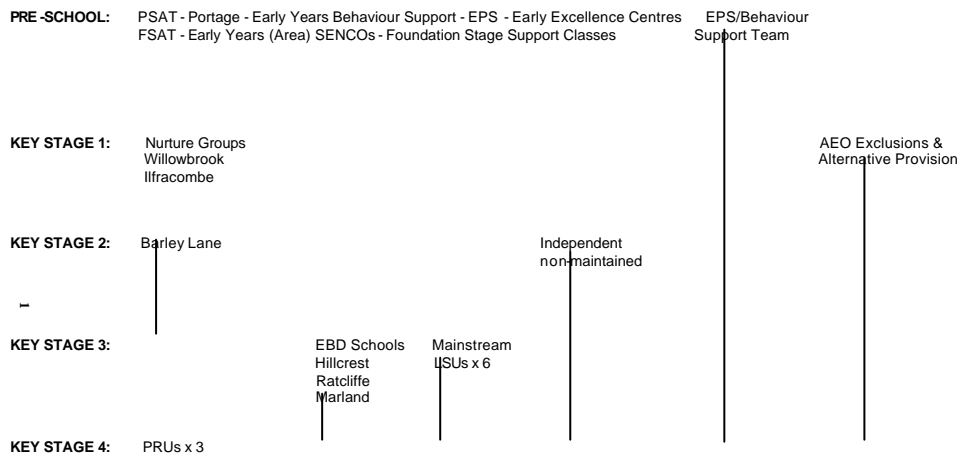 PRE-SCHOOL: PSAT - Portage - Early Years Behaviour Support - EPS - Early Excellence Centres EPS/Behaviour
FSAT - Early Years (Area) SENCOs - Foundation Stage Support Classes Support Team
KEY STAGE 1: Nurture Groups AEO Exclusions &
Willowbrook Alternative Provision
Ilfracombe
KEY STAGE 2: Barley Lane Independent
non-maintained
1
KEY STAGE 3: EBD Schools Mainstream
Hillcrest LSUs x 6
Ratcliffe
Marland
KEY STAGE 4: PRUs x 3